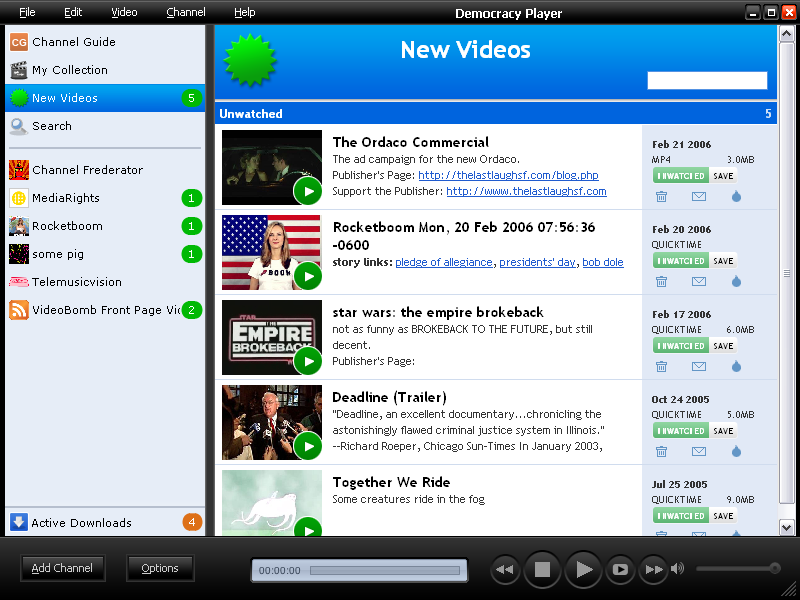 File Edit Video Channel Help Democracy Player
CG Channel Guide
My Collection
New Videos 5
Search
Channel Frederator
MediaRights 1
Rocketboom 1
some pig 1
Telemusicvision
VideoBomb Front Page Vic 2
Active Downloads 4
New Videos
Unwatched 5
The Ordaco Commercial
The ad campaign for the new Ordaco.
Publisher's Page: http://thelastlaughsf.com/blog.php
Support the Publisher: http://www.thelastlaughsf.com
Feb 21 2006
MP4 3.0MB
UNWATCHED SAVE
BOOM
Rocketboom Mon, 20 Feb 2006 07:56:36
-0600
story links: pledge of allegiance, presidents' day, bob dole
Feb 20 2006
QUICKTIME
UNWATCHED SAVE
STAR
THE
EMPIRE
BROKEBACK
star wars: the empire brokeback
not as funny as BROKEBACK TO THE FUTURE, but still
decent.
Publisher's Page:
Feb 17 2006
QUICKTIME 6.0MB
UNWATCHED SAVE
Deadline (Trailer)
"Deadline, an excellent documentary...chronicling the
astonishingly flawed criminal justice system in Illinois."
--Richard Roeper, Chicago Sun-Times In January 2003,
Oct 24 2005
QUICKTIME 5.0MB
UNWATCHED SAVE
Together We Ride
Some creatures ride in the fog
Jul 25 2005
QUICKTIME 9.0MB
UNWATCHED SAVE
Add Channel Options 00:00:00